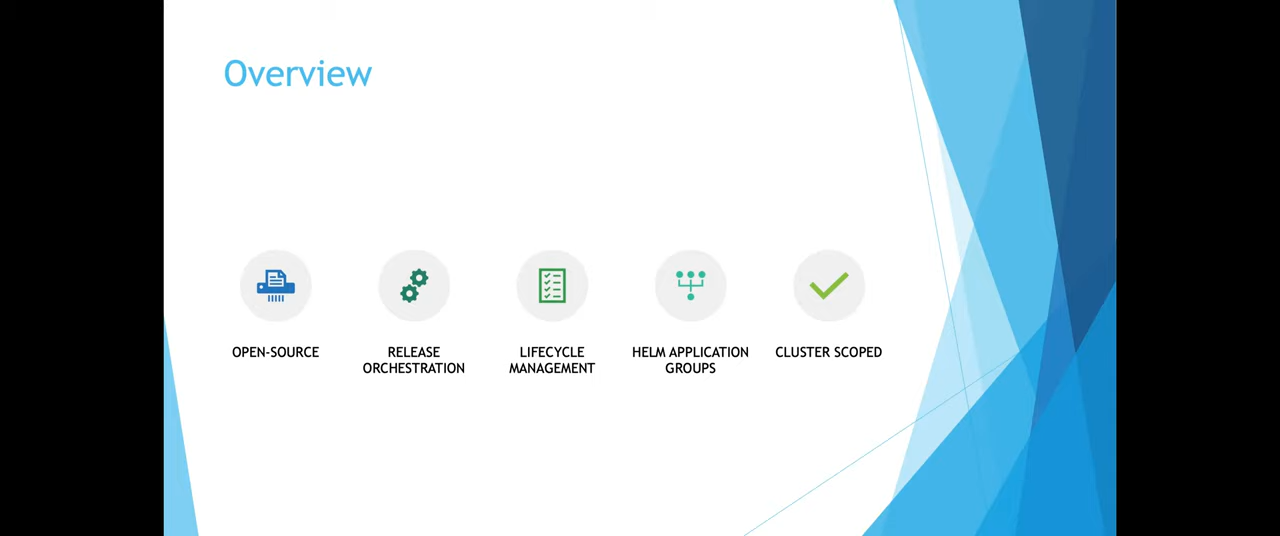 Overview
OPEN-SOURCE
RELEASE
ORCHESTRATION
LIFECYCLE
MANAGEMENT
HELM APPLICATION
GROUPS
CLUSTER SCOPED